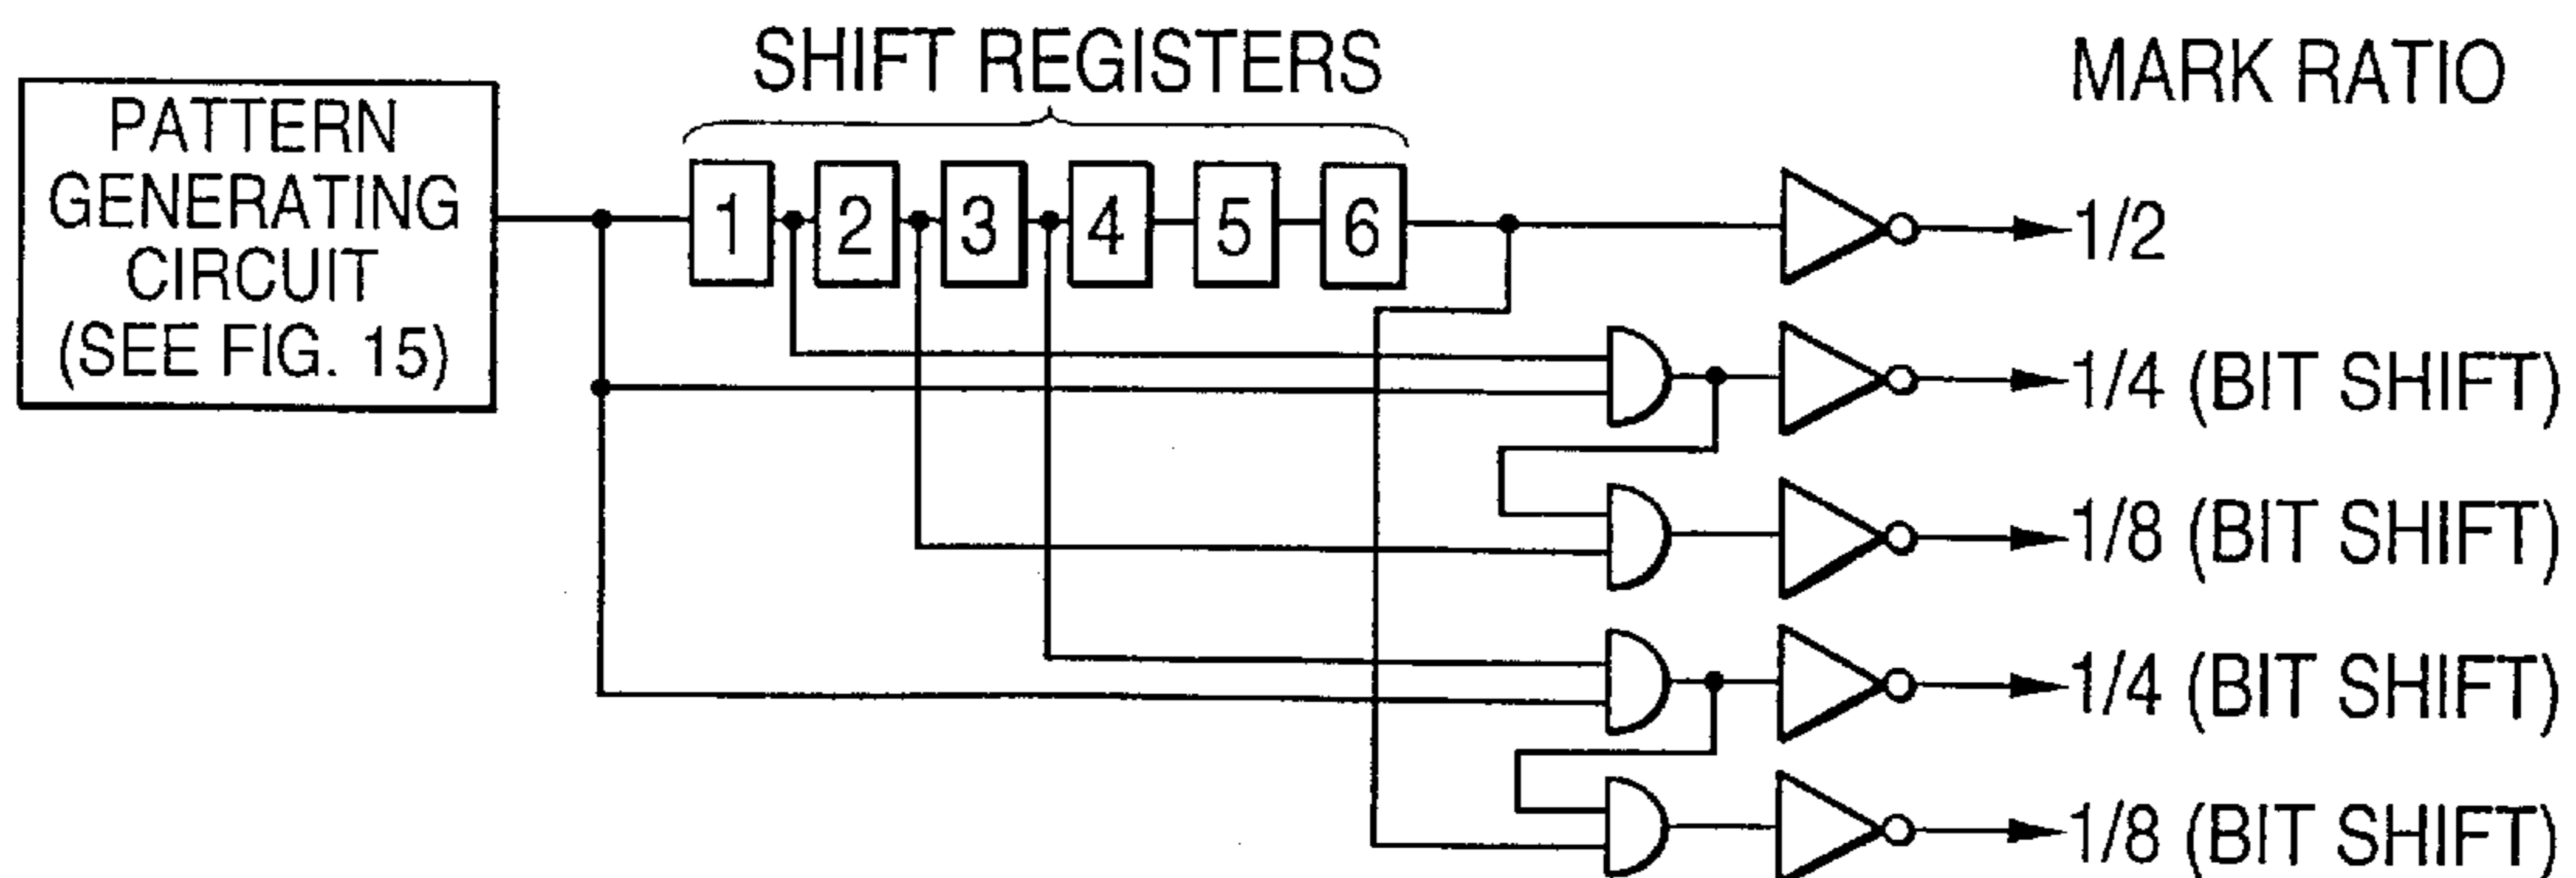 SHIFT REGISTERS
MARK RATIO
PATTERN
GENERATING
CIRCUIT
(SEE FIG. 15)
1 2 3 4 5 6
1/2
1/4 (BIT SHIFT)
1/8 (BIT SHIFT)
1/4 (BIT SHIFT)
1/8 (BIT SHIFT)